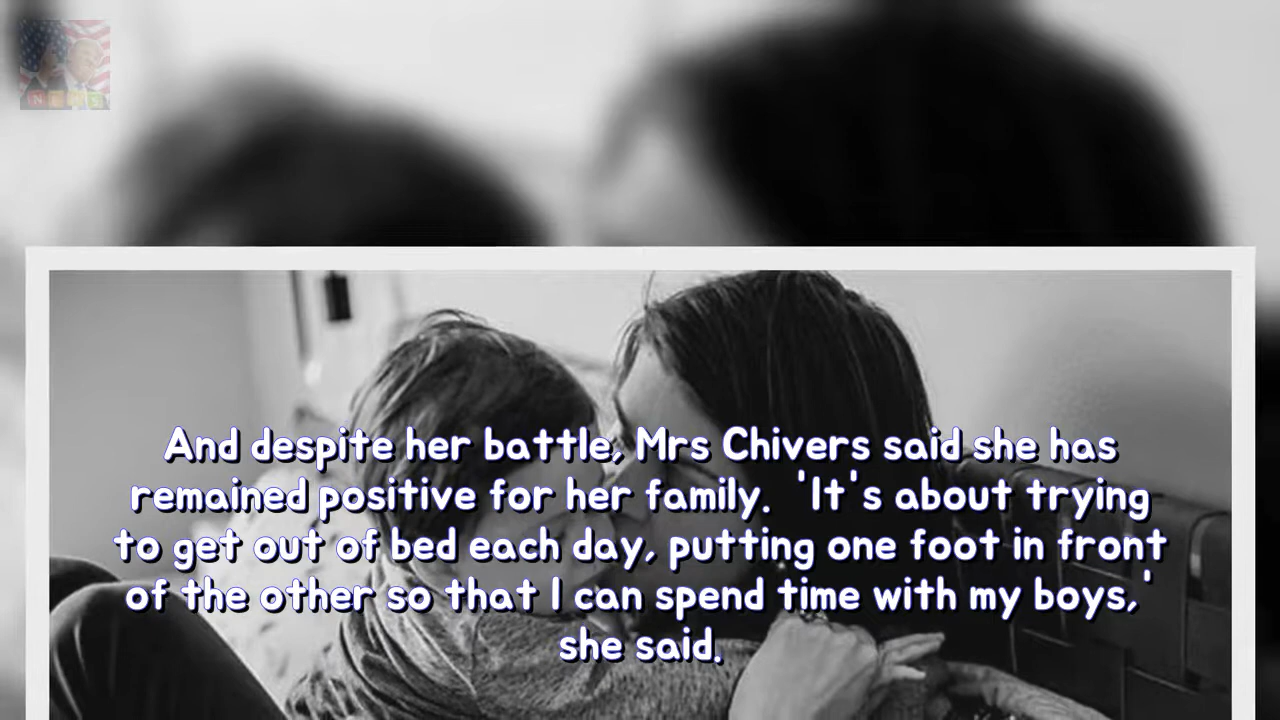 NEWS
And despite her battle, Mrs Chivers said she has
remained positive for her family.  'It's about trying
to get out of bed each day, putting one foot in front
of the other so that I can spend time with my boys,'
she said.